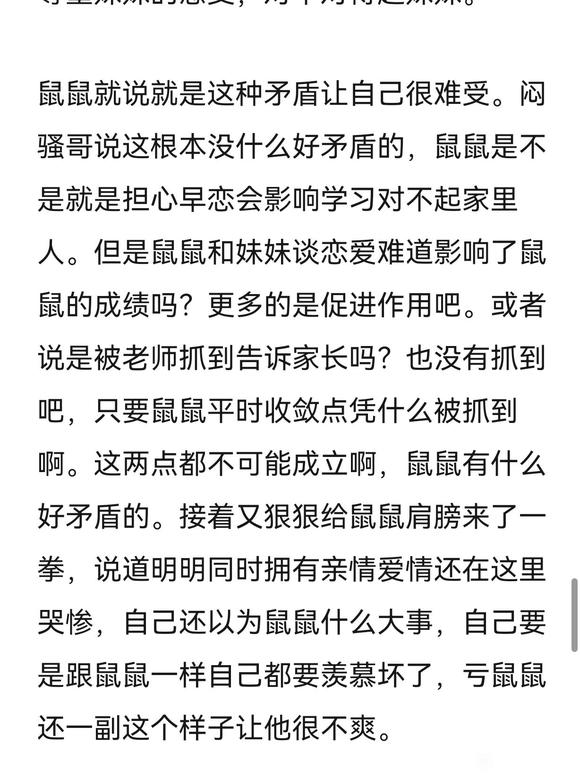 鼠鼠就说就是这种矛盾让自己很难受。闷
骚哥说这根本没什么好矛盾的，鼠鼠是不
是就是担心早恋会影响学习对不起家里
人。但是鼠鼠和妹妹谈恋爱难道影响了鼠
鼠的成绩吗？更多的是促进作用吧。或者
说是被老师抓到告诉家长吗？也没有抓到
吧，只要鼠鼠平时收敛点凭什么被抓到
啊。这两点都不可能成立啊，鼠鼠有什么
好矛盾的。接着又狠狠给鼠鼠肩膀来了一
拳，说道明明同时拥有亲情爱情还在这里
哭惨，自己还以为鼠鼠什么大事，自己要
是跟鼠鼠一样自己都要羡慕坏了，亏鼠鼠
还一副这个样子让他很不爽。